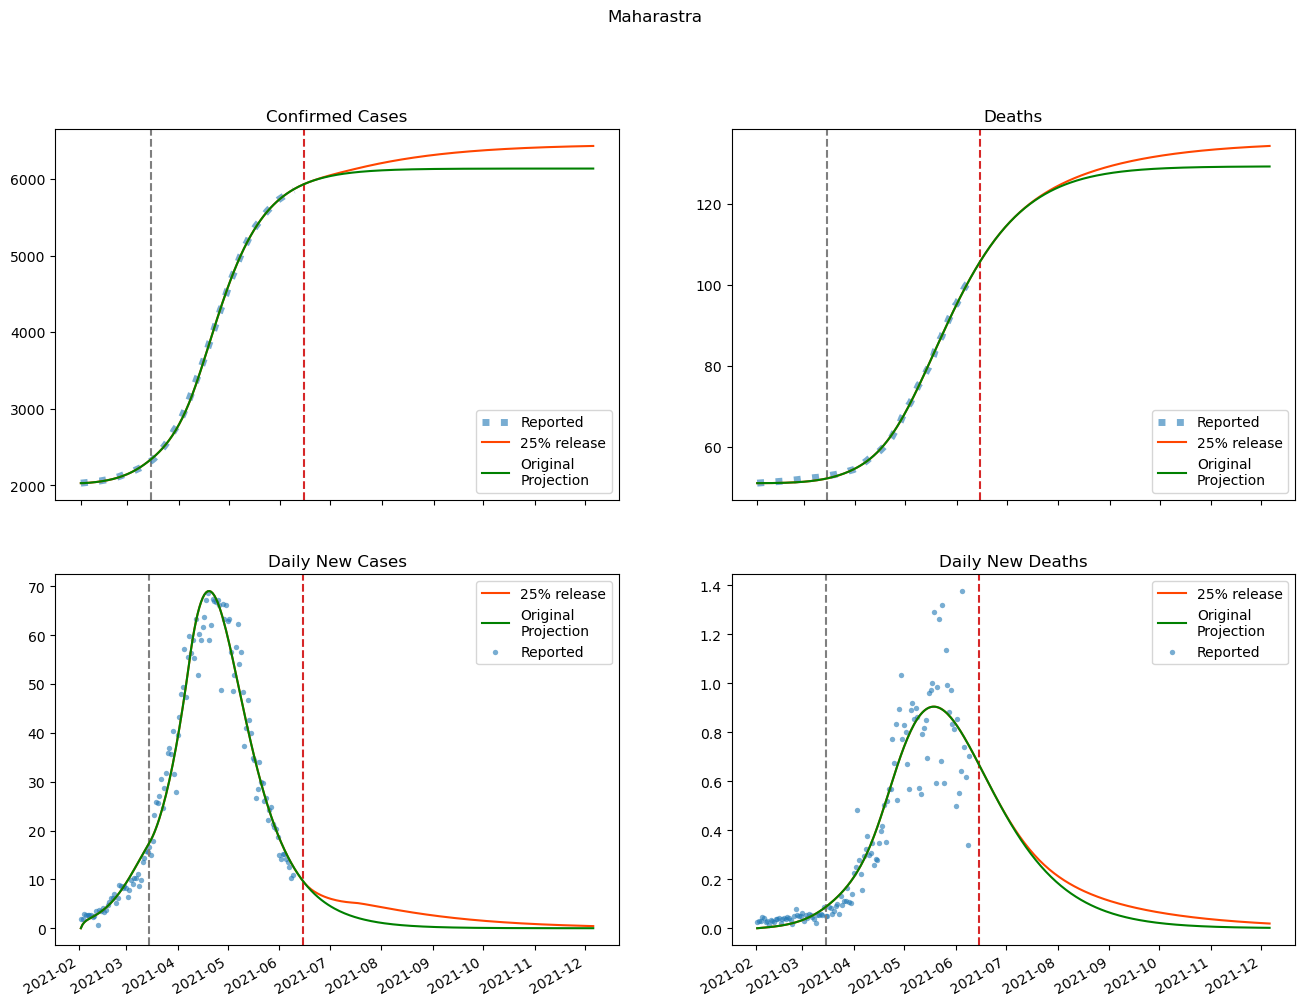 Maharastra
Confirmed Cases
6000
5000
4000
3000
2000
Reported
25% release
Original
Projection
Deaths
120
100
80
60
Reported
25% release
Original
Projection
Daily New Cases
70
60
50
40
30
20
10
0
25% release
Original
Projection
Reported
2021-02
2021-03
2021-04
2021-05
2021-06
2021-07
2021-08
2021-09
2021-10
2021-11
2021-12
Daily New Deaths
1.4
1.2
1.0
0.8
0.6
0.4
0.2
0.0
25% release
Original
Projection
Reported
2021-02
2021-03
2021-04
2021-05
2021-06
2021-07
2021-08
2021-09
2021-10
2021-11
2021-12